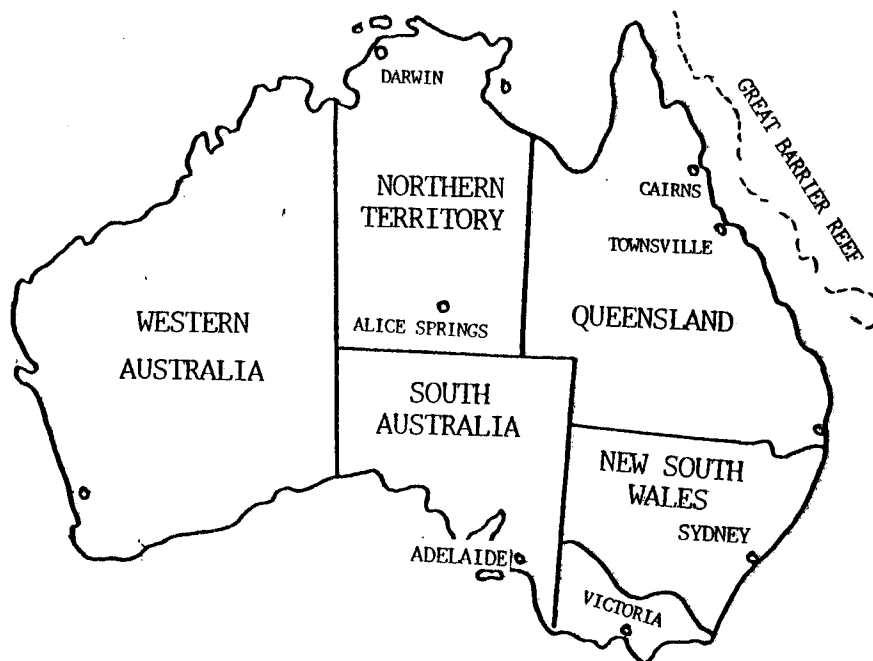 DARWIN
GREAT BARRIER REEF
NORTHERN
TERRITORY
CAIRNS
TOWNSVILLE
WESTERN
AUSTRALIA
ALICE SPRINGS
QUEENSLAND
SOUTH
AUSTRALIA
NEW SOUTH
WALES
SYDNEY
ADELAIDE
VICTORIA